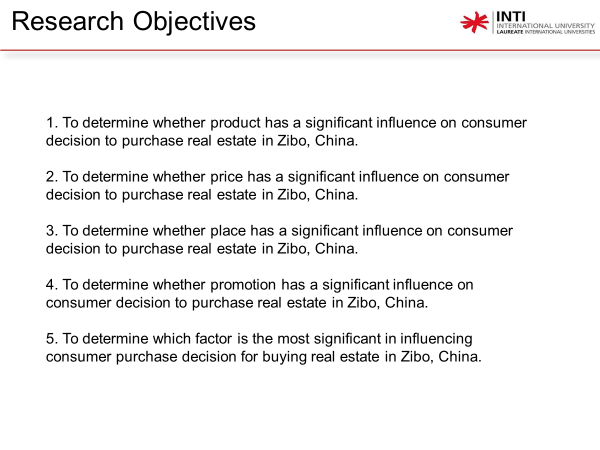 Research Objectives
INTI
INTERNATIONAL UNIVERSITY
LAUREATE INTERNATIONAL UNIVERSITIES
1. To determine whether product has a significant influence on consumer
decision to purchase real estate in Zibo, China.
2. To determine whether price has a significant influence on consumer
decision to purchase real estate in Zibo, China.
3. To determine whether place has a significant influence on consumer
decision to purchase real estate in Zibo, China.
4. To determine whether promotion has a significant influence on
consumer decision to purchase real estate in Zibo, China.
5. To determine which factor is the most significant in influencing
consumer purchase decision for buying real estate in Zibo, China.